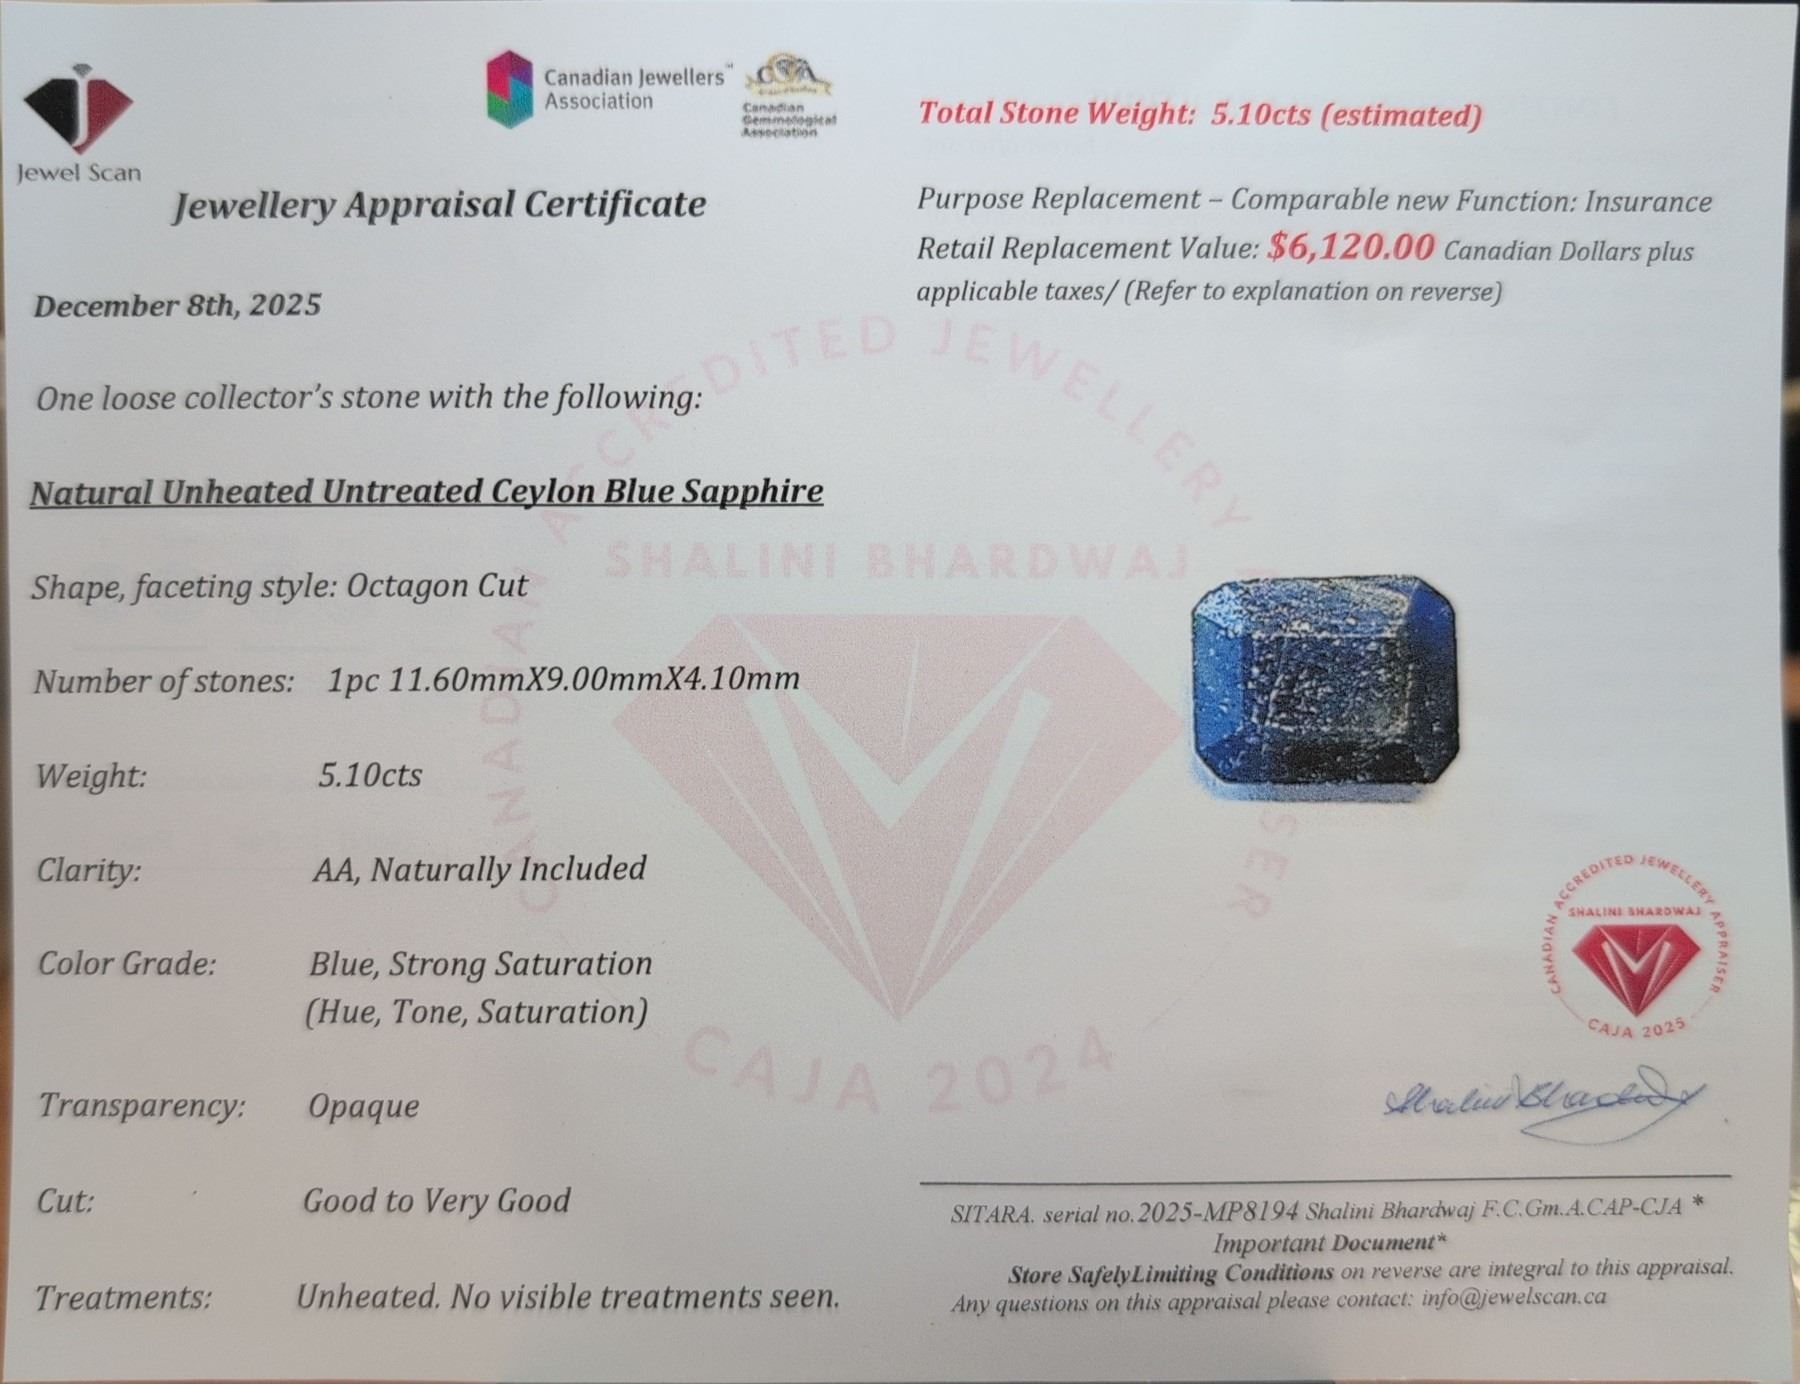 Jewel Scan
Canadian Jewellers™
Association
CGA
Canadian
Gemmological
Association
Jewellery Appraisal Certificate
December 8th, 2025
One loose collector's stone with the following:
Natural Unheated Untreated Ceylon Blue Sapphire
Shape, faceting style: Octagon Cut
Number of stones: 1pc 11.60mmX9.00mmX4.10mm
Weight: 5.10cts
Clarity: AA, Naturally Included
Color Grade: Blue, Strong Saturation
(Hue, Tone, Saturation)
Transparency: Opaque
Cut: Good to Very Good
Treatments: Unheated. No visible treatments seen.
Total Stone Weight: 5.10cts (estimated)
Purpose Replacement – Comparable new Function: Insurance
Retail Replacement Value: $6,120.00 Canadian Dollars plus
applicable taxes/ (Refer to explanation on reverse)
CANADIAN ACCREDITED JEWELLERY APPRAISER
SHALINI BHARDWAJ
CAJA 2024
CANADIAN ACCREDITED JEWELLERY APPRAISER
SHALINI BHARDWAJ
CAJA 2025
Shalini Bhardwaj
SITARA. serial no.2025-MP8194 Shalini Bhardwaj F.C.Gm.A.CAP-CJA *
Important Document*
Store SafelyLimiting Conditions on reverse are integral to this appraisal.
Any questions on this appraisal please contact: info@jewelscan.ca